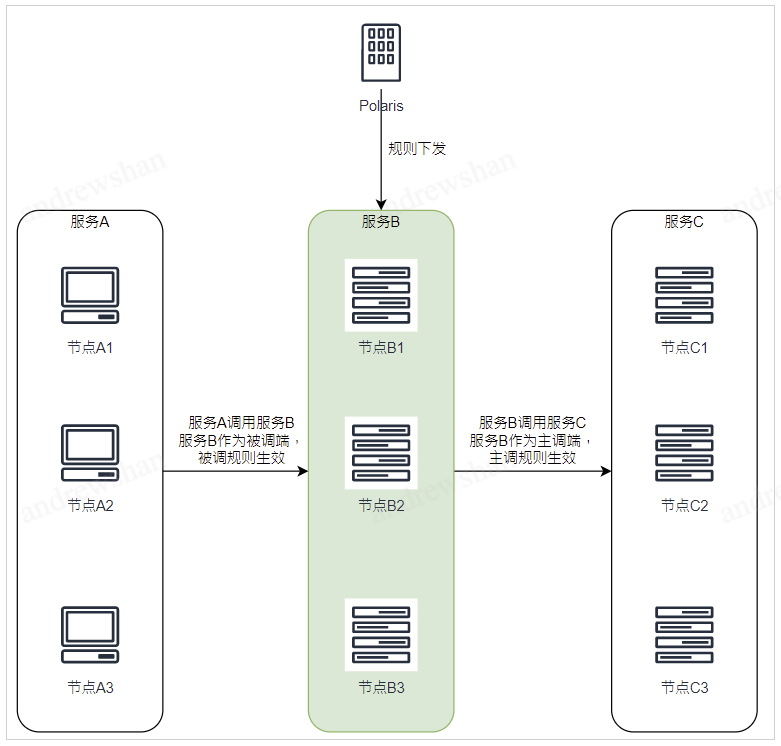 Polaris
规则下发
服务A
服务B
服务C
节点A1
节点B1
节点C1
服务A调用服务B
服务B作为被调端，
被调规则生效
服务B调用服务C
服务B作为主调端，
主调规则生效
节点A2
节点B2
节点C2
节点A3
节点B3
节点C3
andrewshan
andrewshan
andrewshan
andrewshan
andrewshan
andrewshan